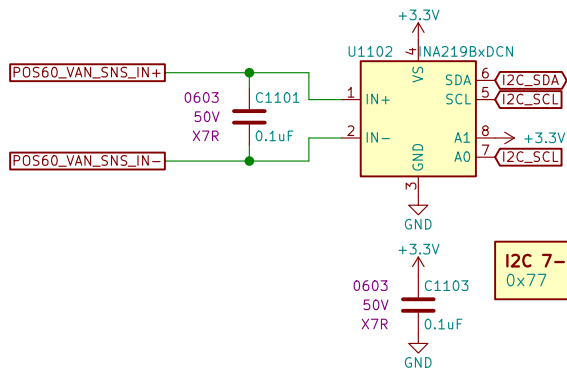 +3.3V
U1102
INA219BxDCN
4
VS
POS60_VAN_SNS_IN+
SDA
6
I2C_SDA
0603
C1101
1
IN+
SCL
5
I2C_SCL
50V
X7R
0.1uF
2
IN-
A1
8
+3.3V
POS60_VAN_SNS_IN-
GND
A0
7
I2C_SCL
3
GND
+3.3V
I2C 7-
0x77
0603
C1103
50V
X7R
0.1uF
GND